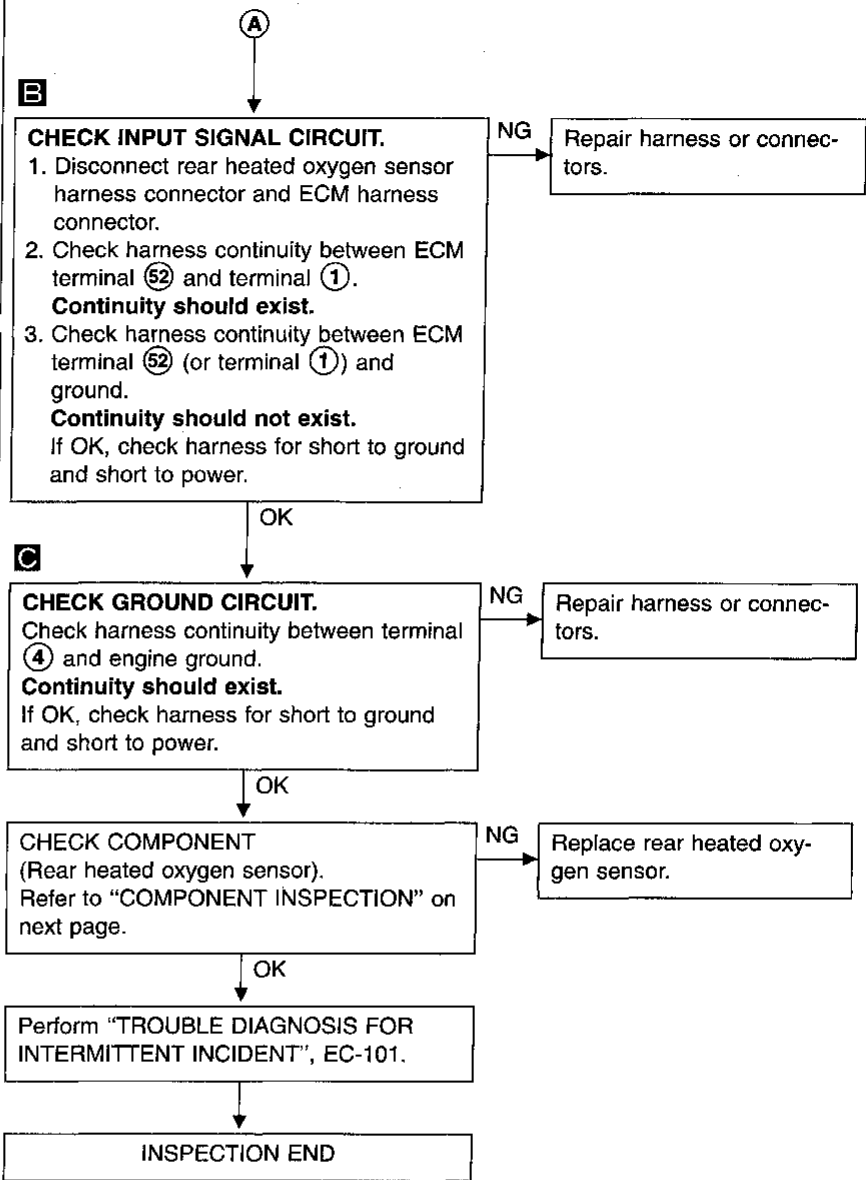 A
B
CHECK INPUT SIGNAL CIRCUIT.
1. Disconnect rear heated oxygen sensor
harness connector and ECM harness
connector.
2. Check harness continuity between ECM
terminal 52 and terminal 1.
Continuity should exist.
3. Check harness continuity between ECM
terminal 52 (or terminal 1) and
ground.
Continuity should not exist.
If OK, check harness for short to ground
and short to power.
NG
Repair harness or connec-
tors.
OK
C
CHECK GROUND CIRCUIT.
Check harness continuity between terminal
4 and engine ground.
Continuity should exist.
If OK, check harness for short to ground
and short to power.
NG
Repair harness or connec-
tors.
OK
CHECK COMPONENT
(Rear heated oxygen sensor).
Refer to “COMPONENT INSPECTION” on
next page.
NG
Replace rear heated oxy-
gen sensor.
OK
Perform “TROUBLE DIAGNOSIS FOR
INTERMITTENT INCIDENT”, EC-101.
INSPECTION END